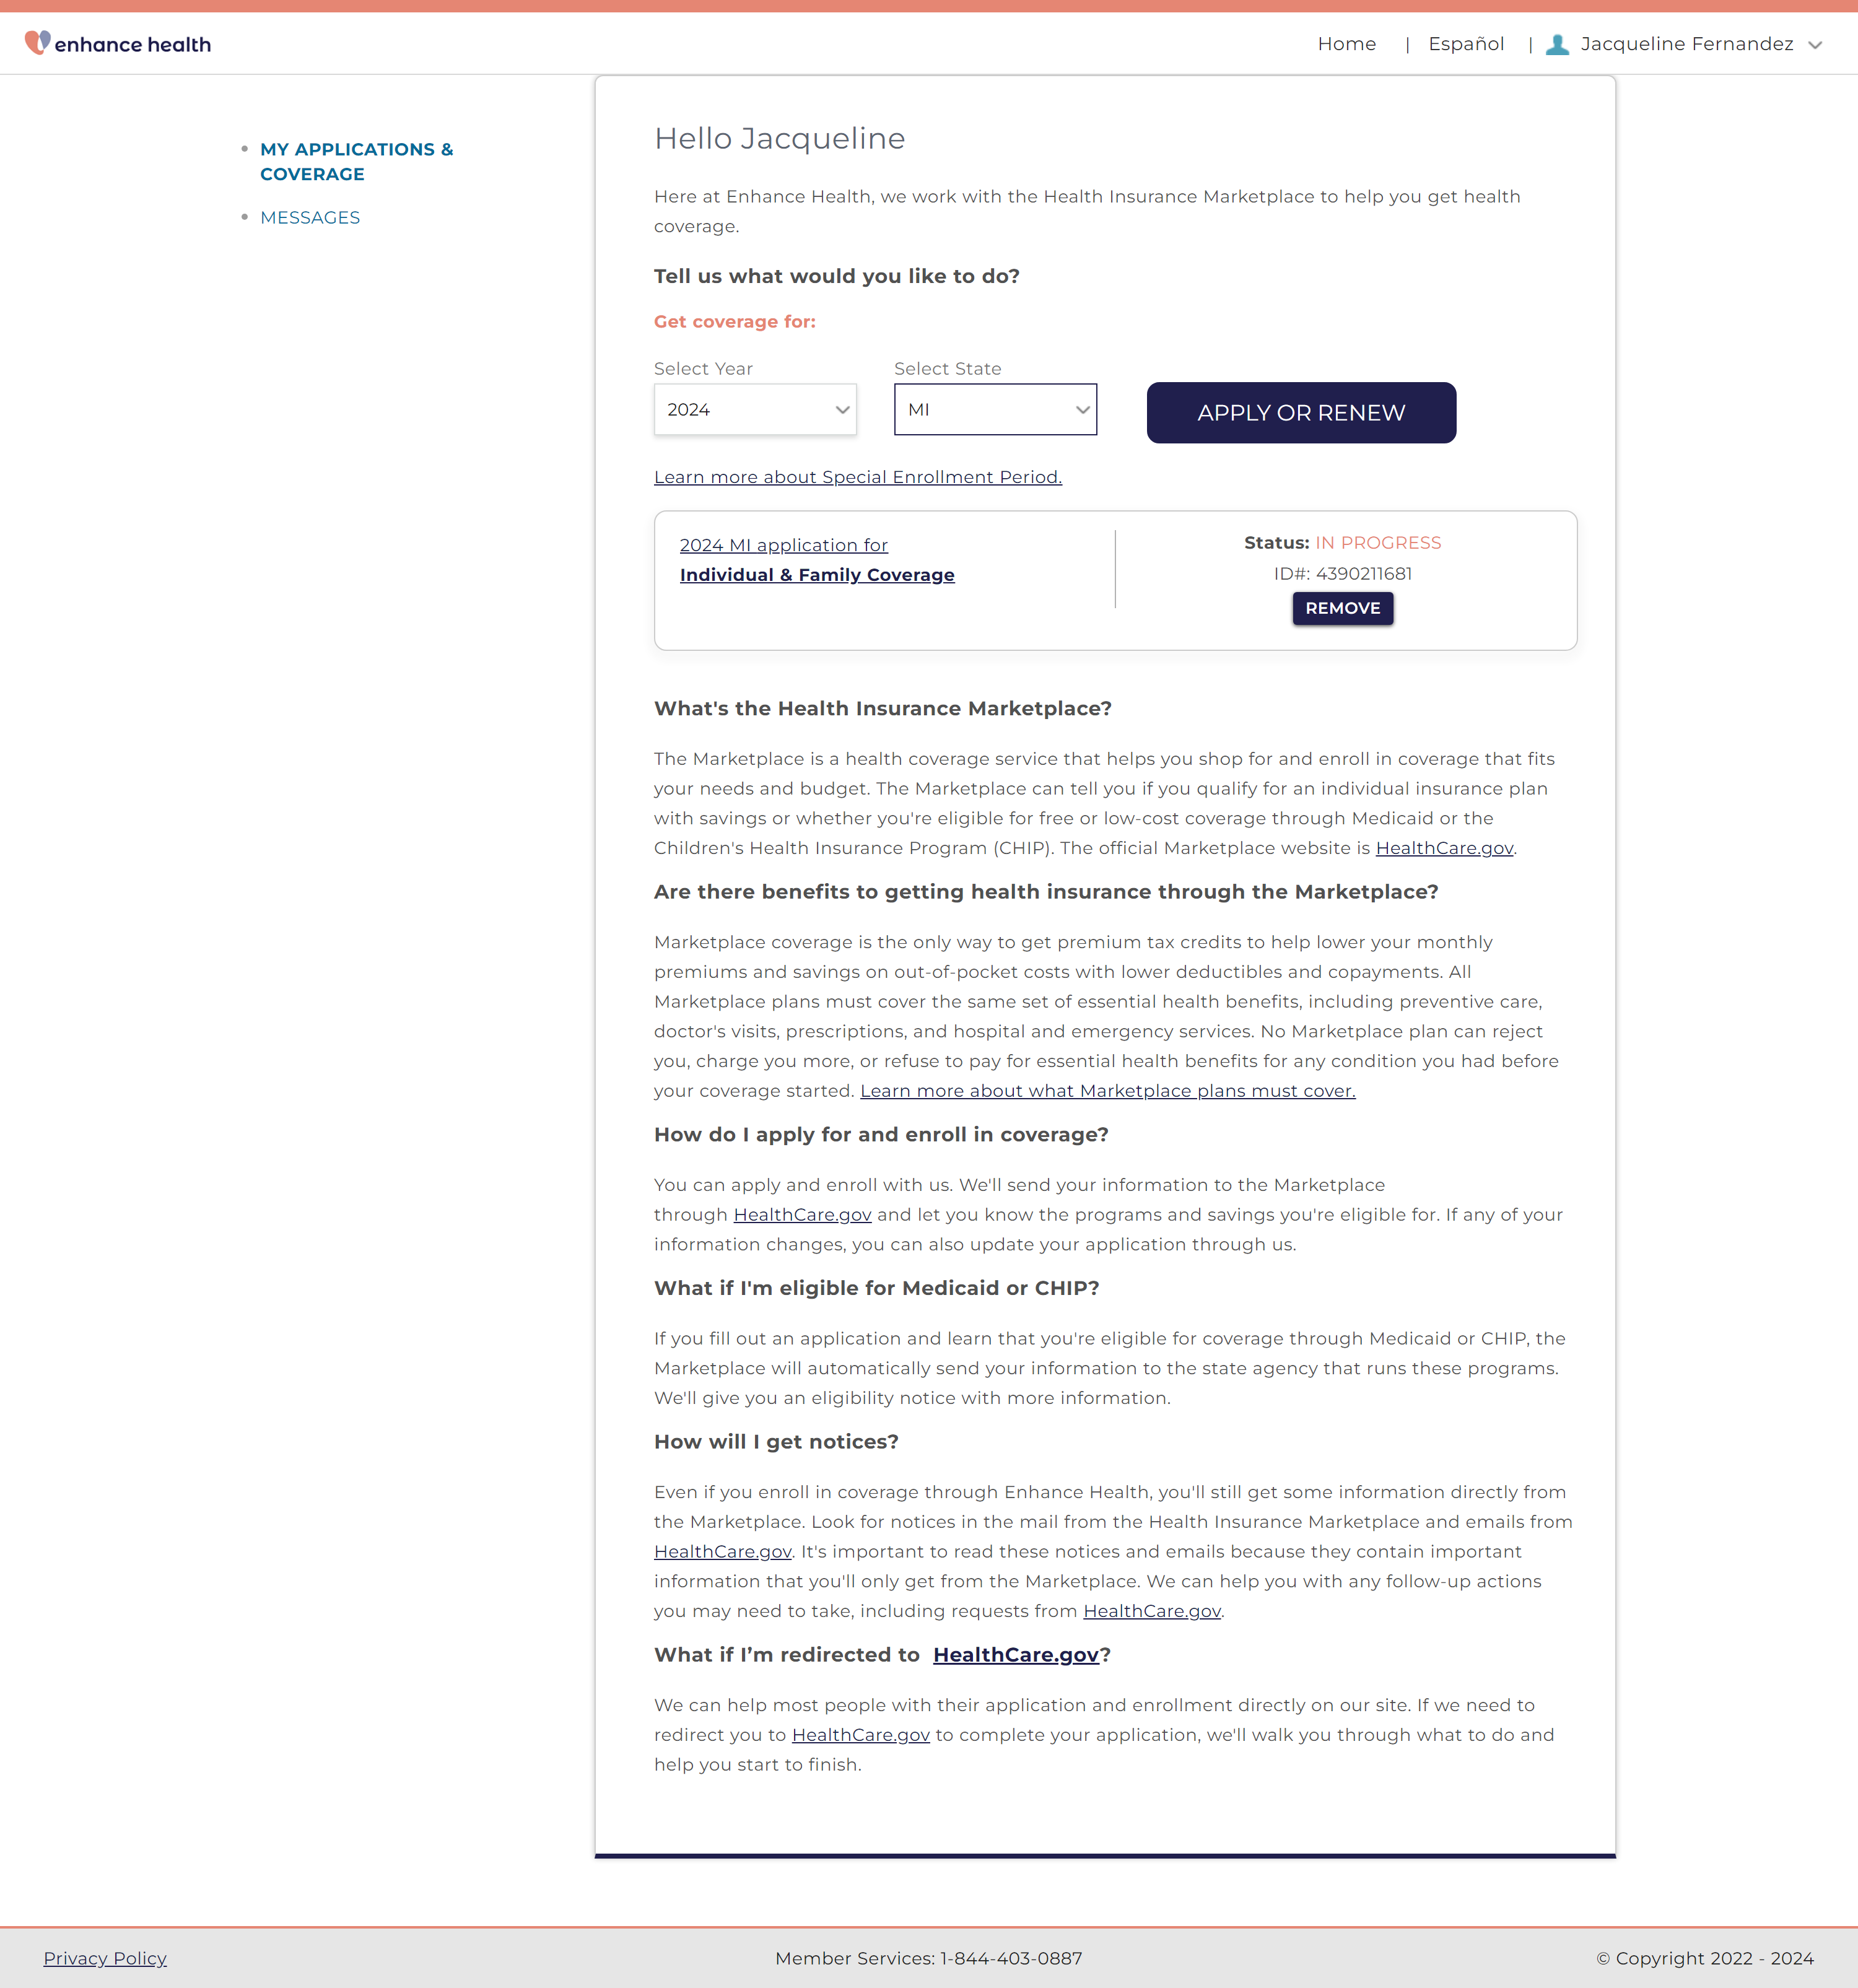 enhance health
Home | Español | Jacqueline Fernandez
MY APPLICATIONS &
COVERAGE
MESSAGES
Hello Jacqueline
Here at Enhance Health, we work with the Health Insurance Marketplace to help you get health
coverage.
Tell us what would you like to do?
Get coverage for:
Select Year
2024
Select State
MI
APPLY OR RENEW
Learn more about Special Enrollment Period.
2024 MI application for
Individual & Family Coverage
Status: IN PROGRESS
ID#: 4390211681
REMOVE
What's the Health Insurance Marketplace?
The Marketplace is a health coverage service that helps you shop for and enroll in coverage that fits
your needs and budget. The Marketplace can tell you if you qualify for an individual insurance plan
with savings or whether you're eligible for free or low-cost coverage through Medicaid or the
Children's Health Insurance Program (CHIP). The official Marketplace website is HealthCare.gov.
Are there benefits to getting health insurance through the Marketplace?
Marketplace coverage is the only way to get premium tax credits to help lower your monthly
premiums and savings on out-of-pocket costs with lower deductibles and copayments. All
Marketplace plans must cover the same set of essential health benefits, including preventive care,
doctor's visits, prescriptions, and hospital and emergency services. No Marketplace plan can reject
you, charge you more, or refuse to pay for essential health benefits for any condition you had before
your coverage started. Learn more about what Marketplace plans must cover.
How do I apply for and enroll in coverage?
You can apply and enroll with us. We'll send your information to the Marketplace
through HealthCare.gov and let you know the programs and savings you're eligible for. If any of your
information changes, you can also update your application through us.
What if I'm eligible for Medicaid or CHIP?
If you fill out an application and learn that you're eligible for coverage through Medicaid or CHIP, the
Marketplace will automatically send your information to the state agency that runs these programs.
We'll give you an eligibility notice with more information.
How will I get notices?
Even if you enroll in coverage through Enhance Health, you'll still get some information directly from
the Marketplace. Look for notices in the mail from the Health Insurance Marketplace and emails from
HealthCare.gov. It's important to read these notices and emails because they contain important
information that you'll only get from the Marketplace. We can help you with any follow-up actions
you may need to take, including requests from HealthCare.gov.
What if I’m redirected to HealthCare.gov?
We can help most people with their application and enrollment directly on our site. If we need to
redirect you to HealthCare.gov to complete your application, we'll walk you through what to do and
help you start to finish.
Privacy Policy
Member Services: 1-844-403-0887
© Copyright 2022 - 2024